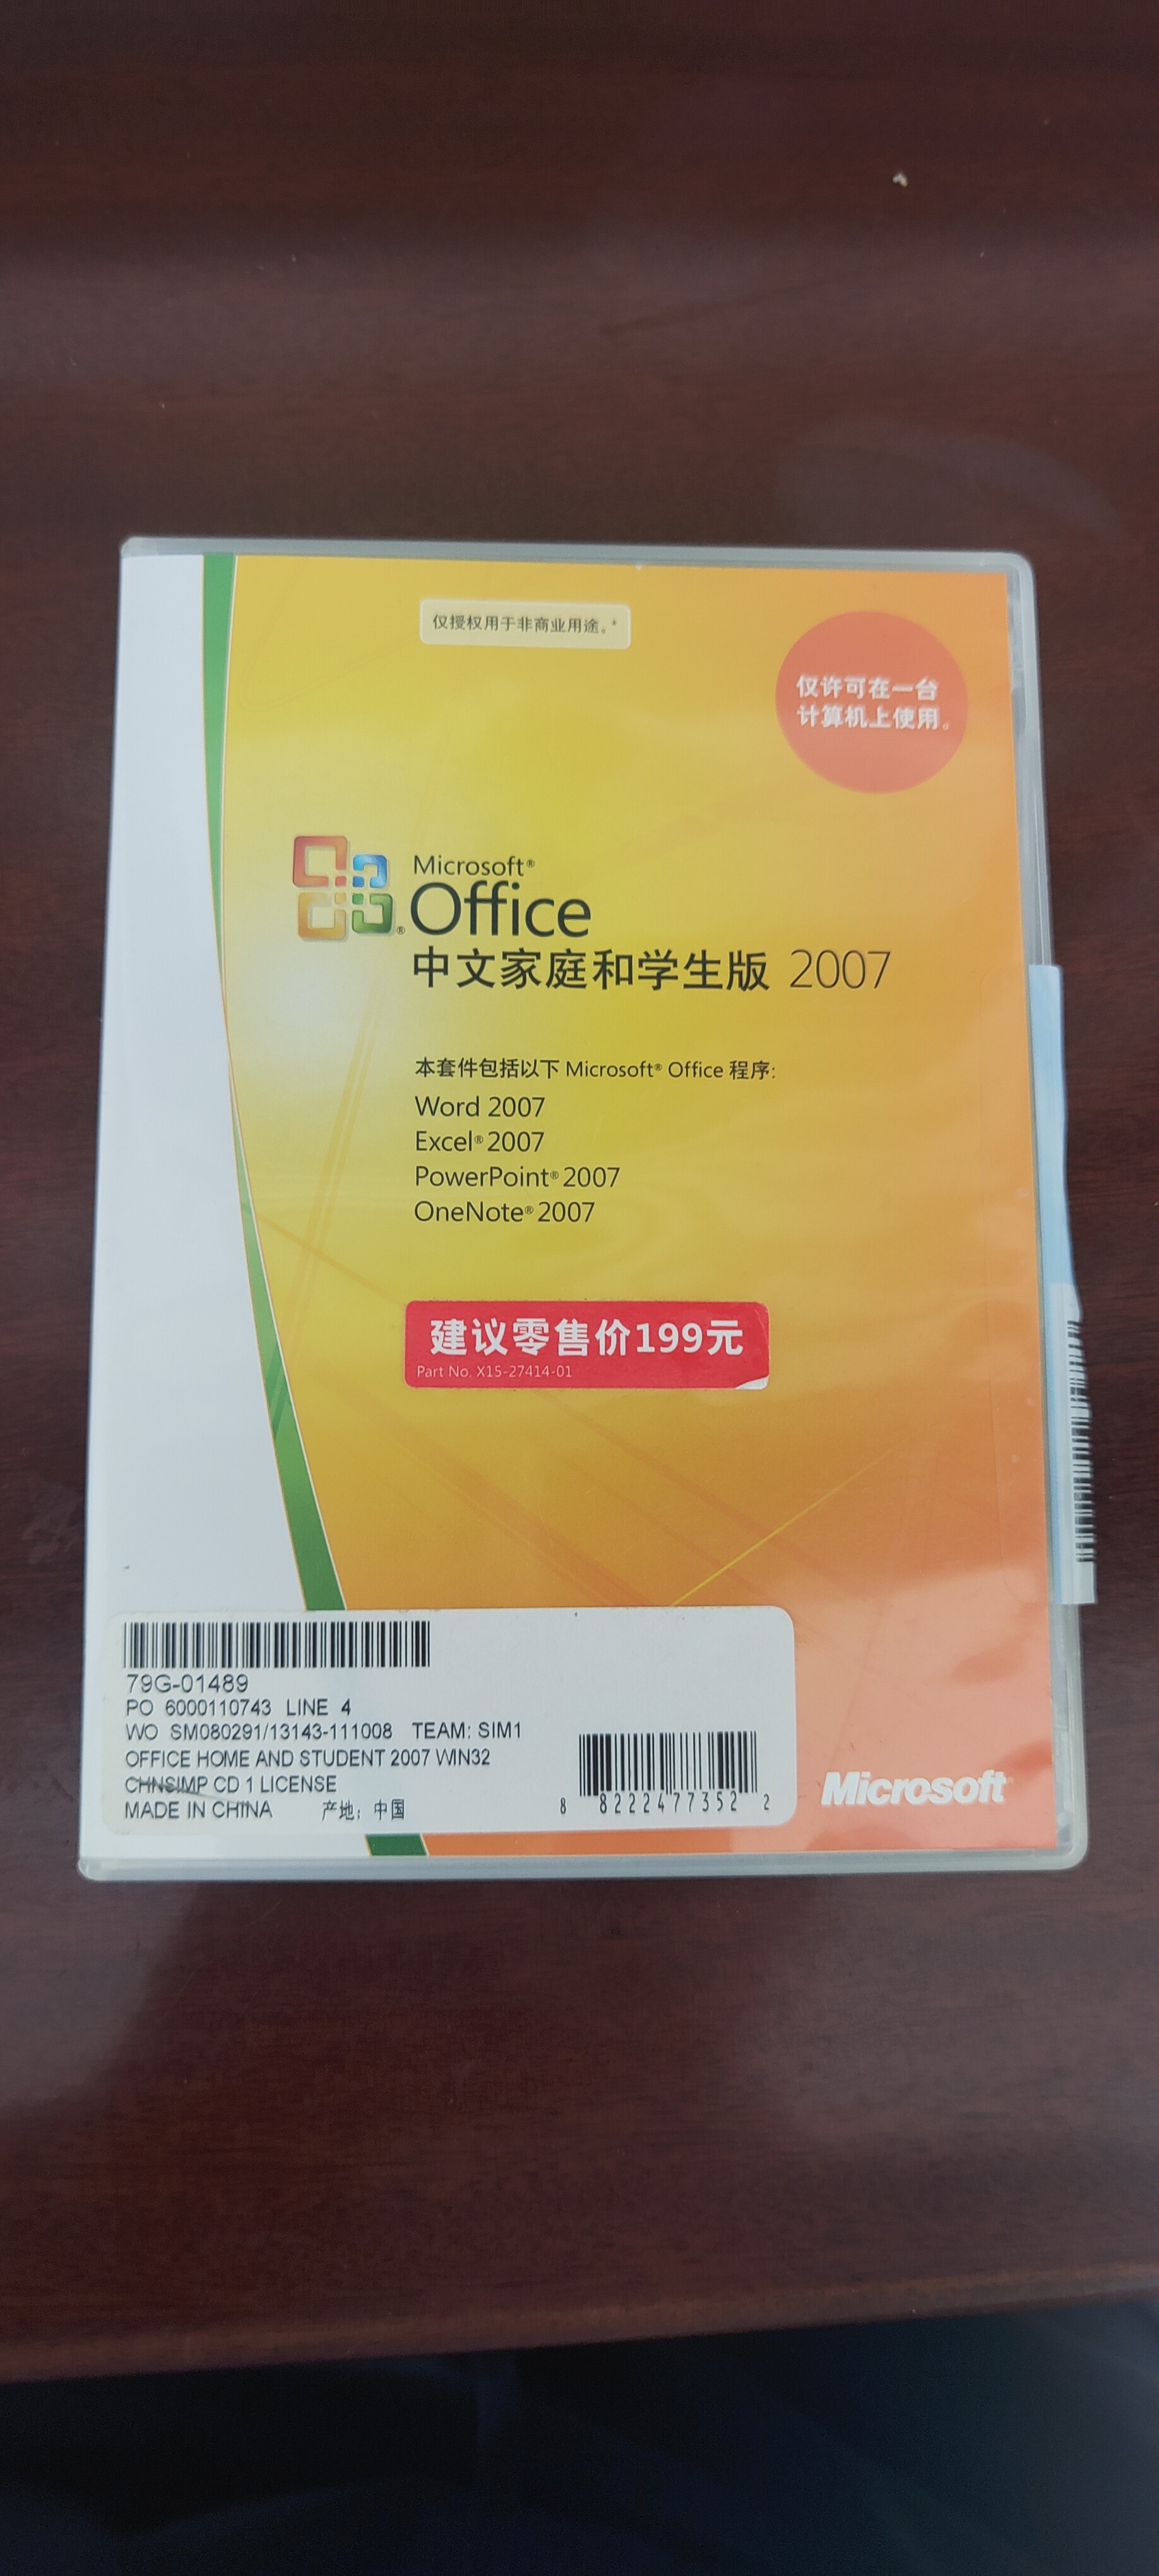 仅授权用于非商业用途。*
仅许可在一台
计算机上使用。
Microsoft®
Office
中文家庭和学生版 2007
本套件包括以下 Microsoft® Office 程序:
Word 2007
Excel® 2007
PowerPoint® 2007
OneNote® 2007
建议零售价199元
Part No. X15-27414-01
79G-01489
PO 6000110743 LINE 4
WO SM080291/13143-111008 TEAM: SIM1
OFFICE HOME AND STUDENT 2007 WIN32
CHNSIMP CD 1 LICENSE
MADE IN CHINA 产地：中国
8 82224 77352 2
Microsoft